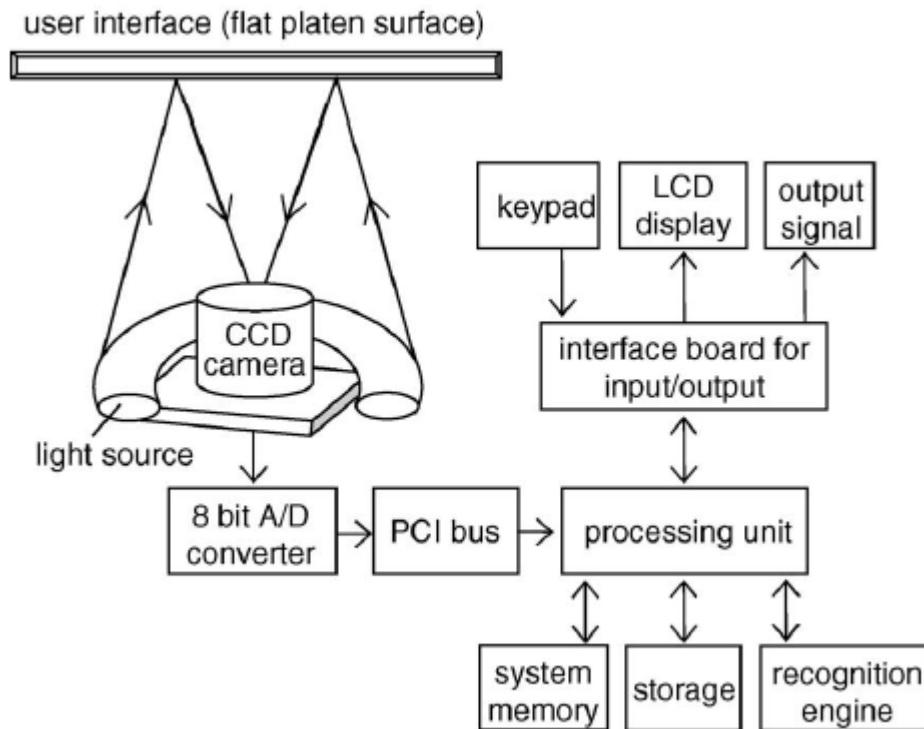 user interface (flat platen surface)
keypad
LCD
display
output
signal
CCD
camera
interface board for
input/output
light source
8 bit A/D
converter
PCI bus
processing unit
system
memory
storage
recognition
engine